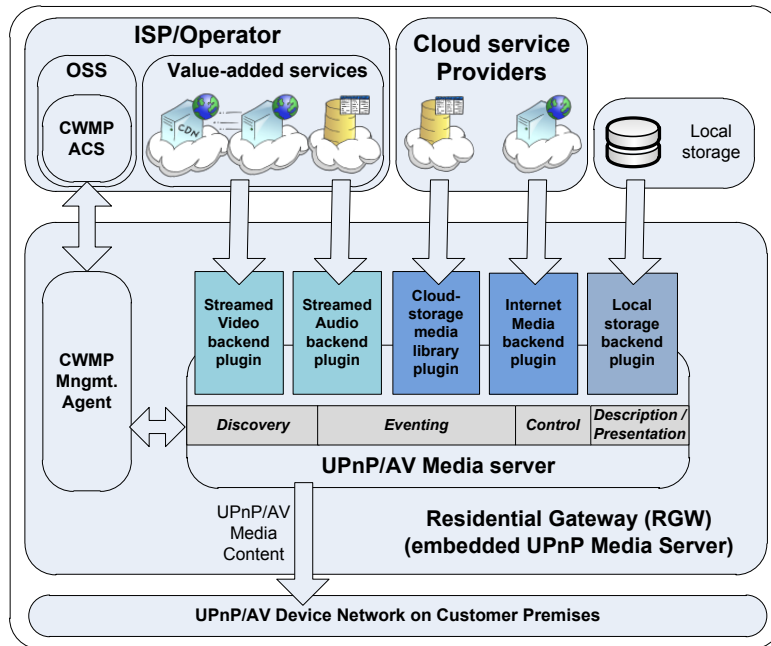 ISP/Operator
OSS
CWMP
ACS
Value-added services
CDN
Cloud service
Providers
Local
storage
Streamed
Video
backend
plugin
Streamed
Audio
backend
plugin
Cloud-
storage
media
library
plugin
Internet
Media
backend
plugin
Local
storage
backend
plugin
CWMP
Mngmt.
Agent
Discovery
Eventing
Control
Description /
Presentation
UPnP/AV Media server
UPnP/AV
Media
Content
Residential Gateway (RGW)
(embedded UPnP Media Server)
UPnP/AV Device Network on Customer Premises